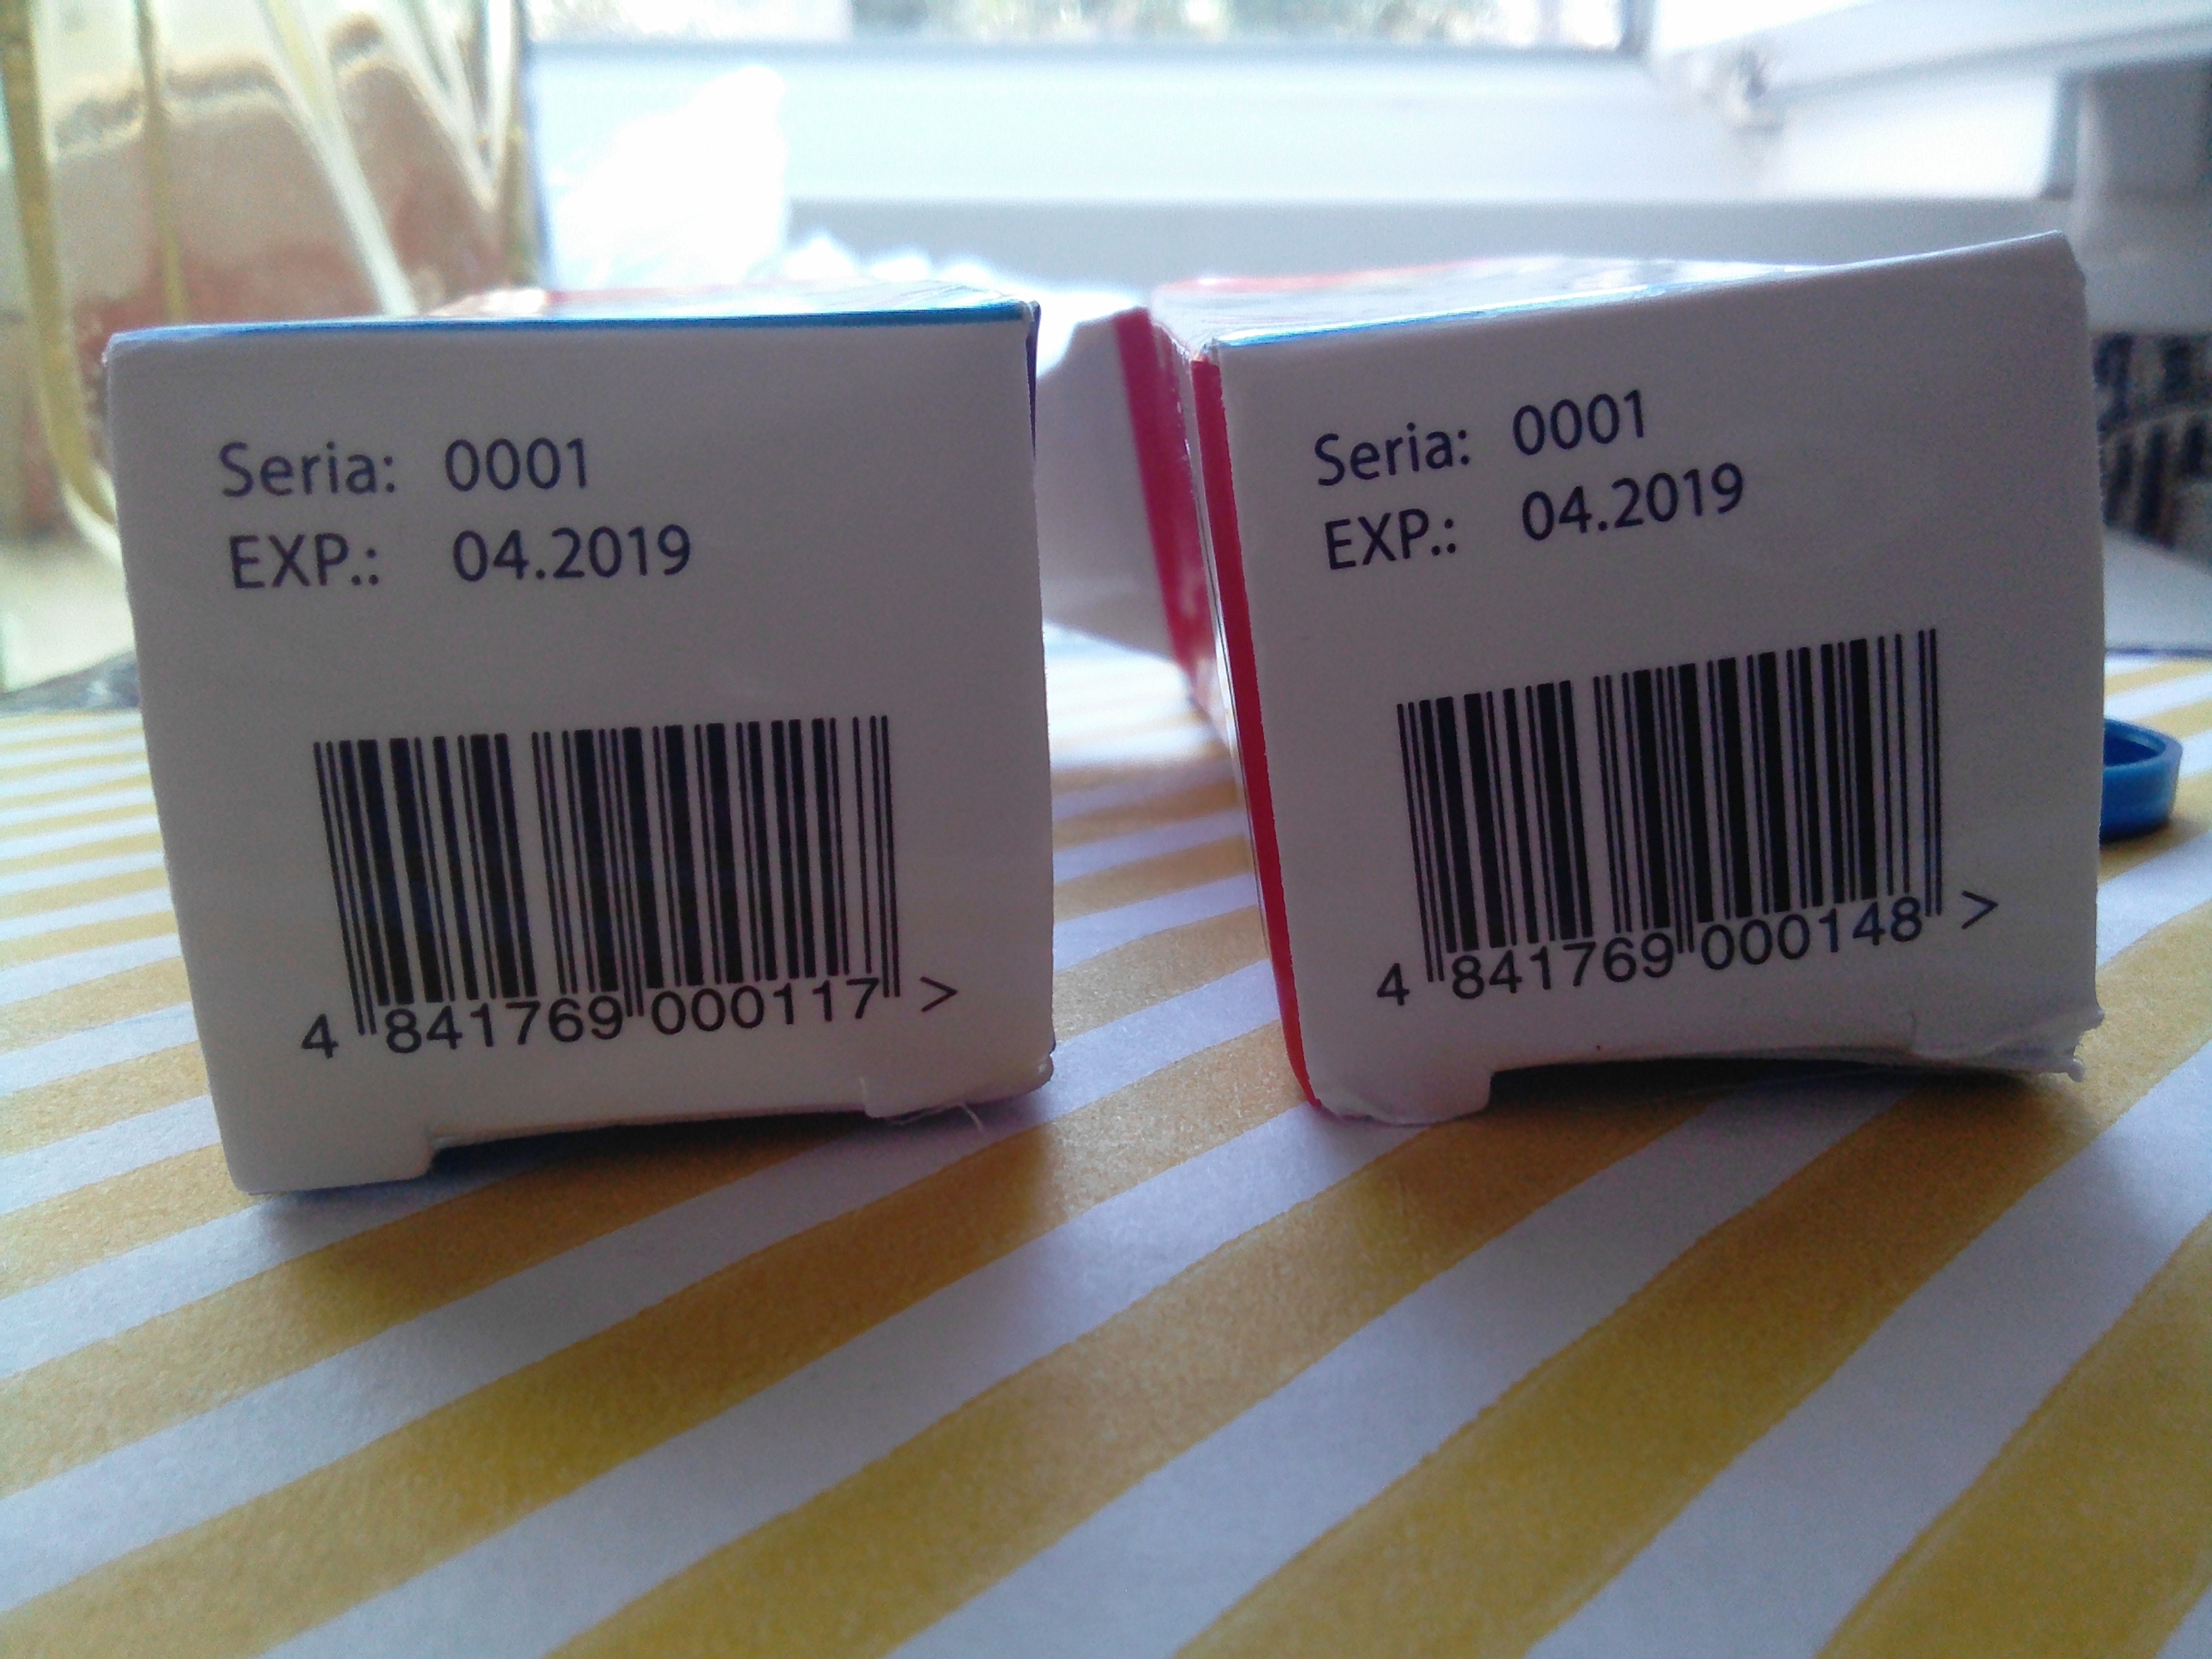 Seria: 0001
EXP.: 04.2019
4 841769 000117 >
Seria: 0001
EXP.: 04.2019
4 841769 000148 >